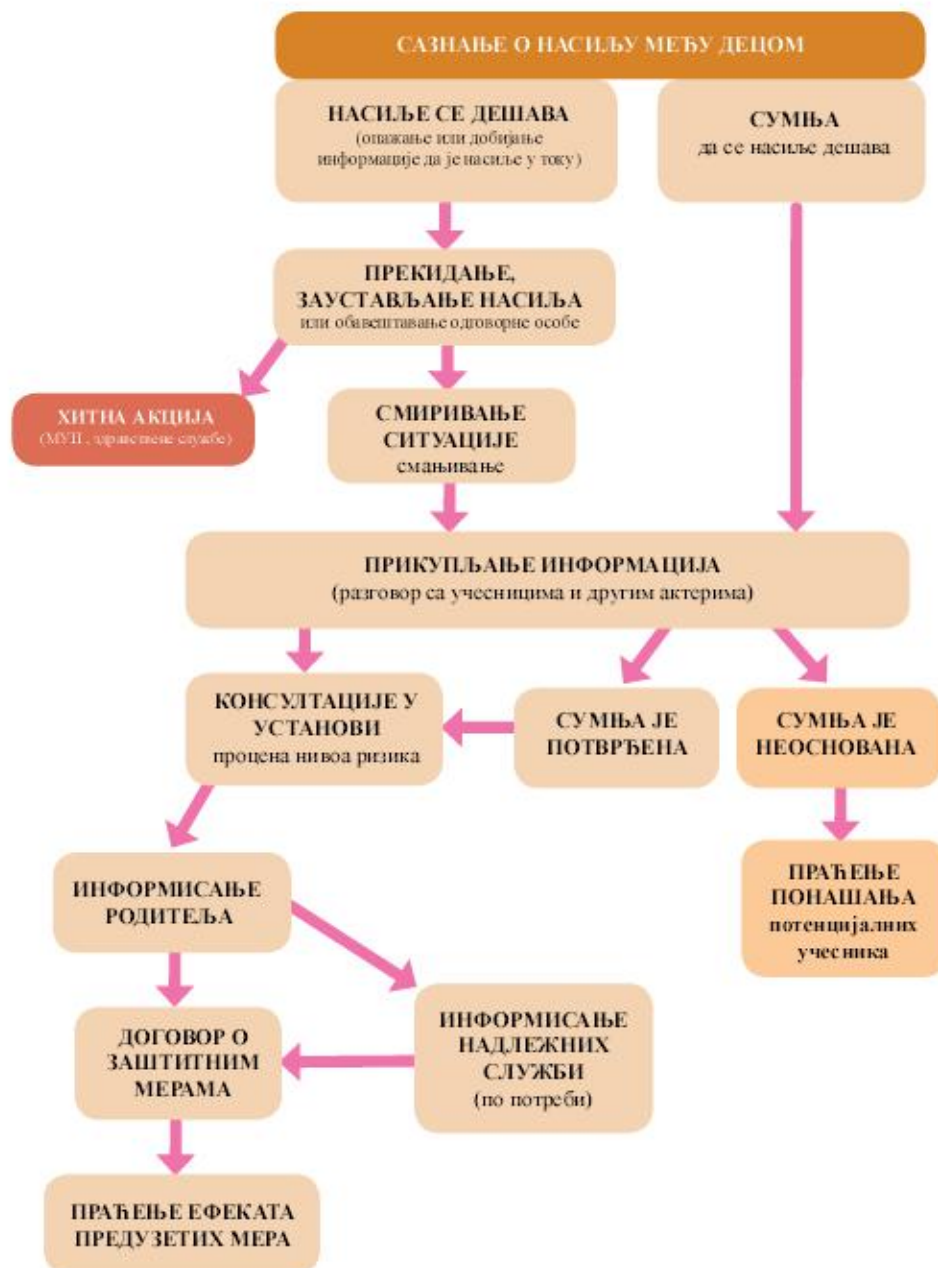 САЗНАЊЕ О НАСИЉУ МЕЂУ ДЕЦОМ
НАСИЉЕ СЕ ДЕШАВА
(опажање или добијање
информације да је насиље у току)
СУМЊА
да се насиље дешава
ПРЕКИДАЊЕ,
ЗАУСТАВЉАЊЕ НАСИЉА
или обавештавање одговорне особе
ХИТНА АКЦИЈА
(МУП , здравствене службе)
СМИРИВАЊЕ
СИТУАЦИЈЕ
смањивање
ПРИКУПЉАЊЕ ИНФОРМАЦИЈА
(разговор са учесницима и другим актерима)
КОНСУЛТАЦИЈЕ У
УСТАНОВИ
процена нивоа ризика
СУМЊА ЈЕ
ПОТВРЂЕНА
СУМЊА ЈЕ
НЕОСНОВАНА
ПРАЋЕЊЕ
ПОНАШАЊА
потенцијалних
учесника
ИНФОРМИСАЊЕ
РОДИТЕЉА
ДОГОВОР О
ЗАШТИТНИМ
МЕРАМА
ИНФОРМИСАЊЕ
НАДЛЕЖНИХ
СЛУЖБИ
(по потреби)
ПРАЋЕЊЕ ЕФЕКАТА
ПРЕДУЗЕТИХ МЕРА